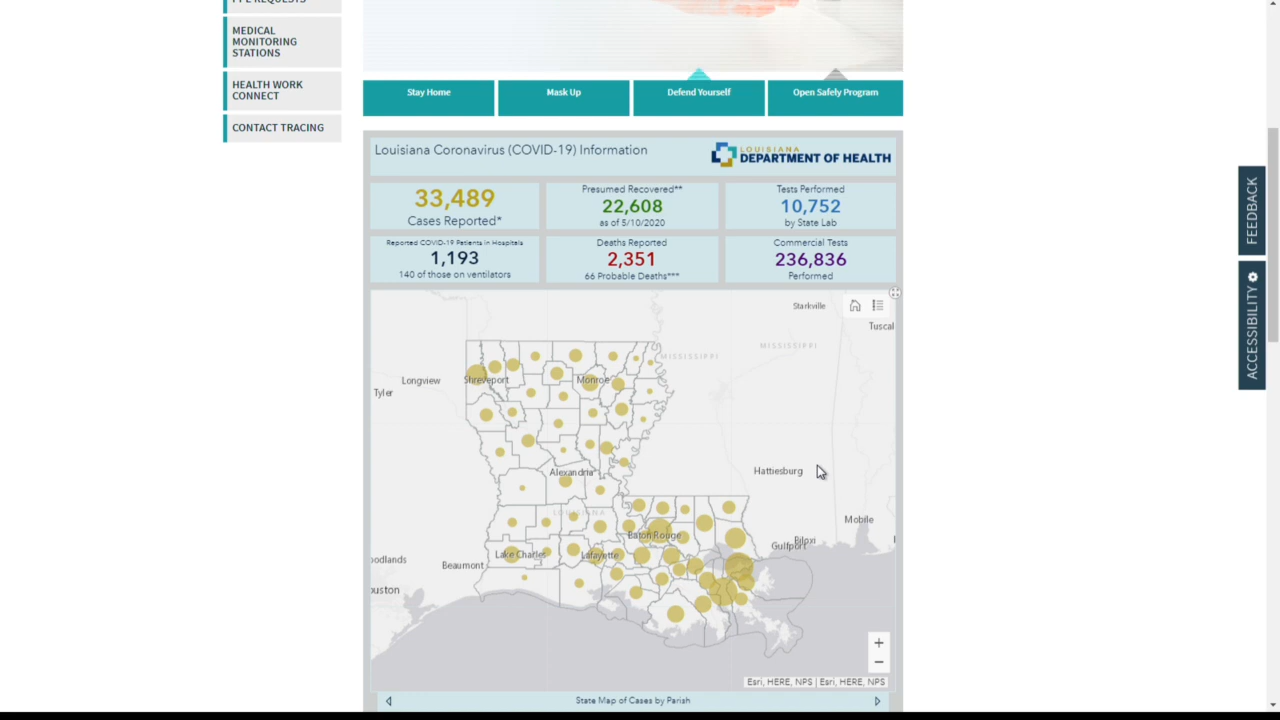 PPE REQUESTS
MEDICAL
MONITORING
STATIONS
HEALTH WORK
CONNECT
CONTACT TRACING
Stay Home
Mask Up
Defend Yourself
Open Safely Program
Louisiana Coronavirus (COVID-19) Information
LOUISIANA
DEPARTMENT OF HEALTH
33,489
Cases Reported*
Presumed Recovered**
22,608
as of 5/10/2020
Tests Performed
10,752
by State Lab
Reported COVID-19 Patients in Hospitals
1,193
140 of those on ventilators
Deaths Reported
2,351
66 Probable Deaths***
Commercial Tests
236,836
Performed
Starkville
Tuscal
MISSISSIPPI
MISSISSIPPI
Longview
Tyler
Shreveport
Monroe
Alexandria
Hattiesburg
LOUISIANA
Mobile
Baton Rouge
Biloxi
Gulfport
Lake Charles
Lafayette
oodlands
Beaumont
uston
+
−
Esri, HERE, NPS | Esri, HERE, NPS
State Map of Cases by Parish
FEEDBACK
ACCESSIBILITY